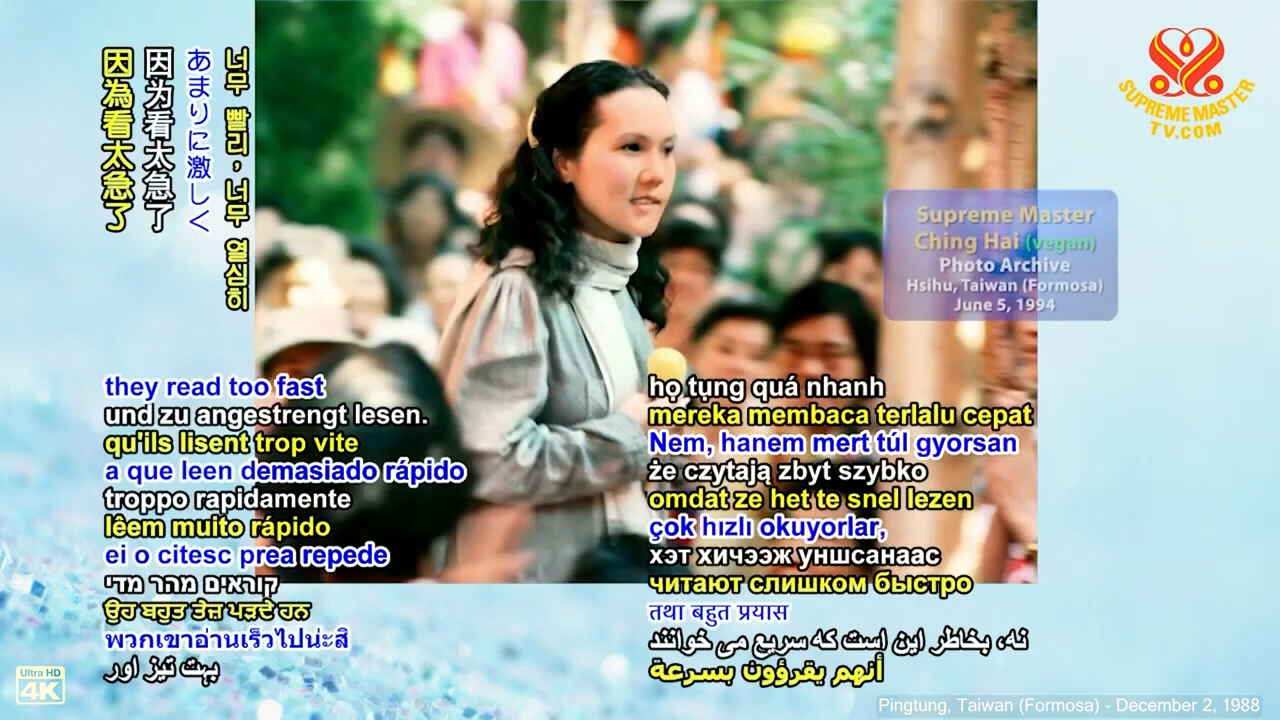 因為看太急了
因为看太急了
あまりに激しく
너무 빨리, 너무 열심히
SUPREME MASTER
TV.COM
Supreme Master
Ching Hai (vegan)
Photo Archive
Hsihu, Taiwan (Formosa)
June 5, 1994
they read too fast
und zu angestrengt lesen.
qu'ils lisent trop vite
a que leen demasiado rápido
troppo rapidamente
lêem muito rápido
ei o citesc prea repede
קוראים מהר מדי
ਉਹ ਬਹੁਤ ਤੇਜ਼ ਪੜਦੇ ਹਨ
พวกเขาอ่านเร็วไปน่ะสิ
بہت تیز اور
họ tụng quá nhanh
mereka membaca terlalu cepat
Nem, hanem mert túl gyorsan
że czytają zbyt szybko
omdat ze het te snel lezen
çok hızlı okuyorlar,
хэт хичээж уншсанаас
читают слишком быстро
तथा बहुत प्रयास
نه، بخاطر این است که سریع می خوانند
أنهم يقرؤون بسرعة
Ultra HD
4K
Pingtung, Taiwan (Formosa) - December 2, 1988